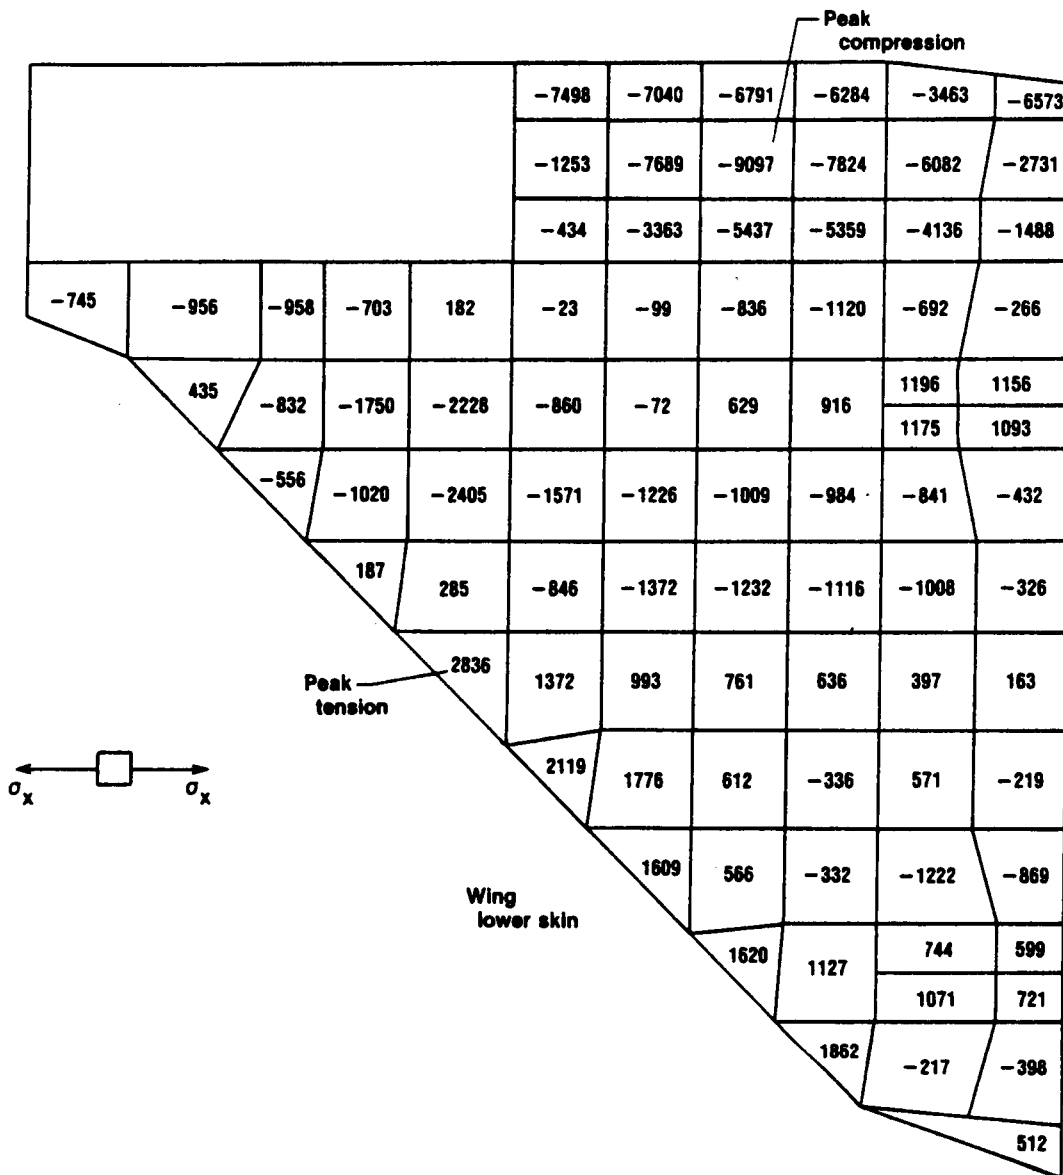 Peak
compression
−7498 −7040 −6791 −6284 −3463 −6573
−1253 −7689 −9097 −7824 −6082 −2731
−434 −3363 −5437 −5359 −4136 −1488
−745 −956 −958 −703 182 −23 −99 −836 −1120 −692 −266
435 −832 −1750 −2228 −860 −72 629 916 1196 1156
1175 1093
−556 −1020 −2405 −1571 −1226 −1009 −984 −841 −432
187 285 −846 −1372 −1232 −1116 −1008 −326
Peak
tension
2836 1372 993 761 636 397 163
σx σx
2119 1776 612 −336 571 −219
Wing
lower skin
1609 566 −332 −1222 −869
1620 1127 744 599
1071 721
1862 −217 −398
512